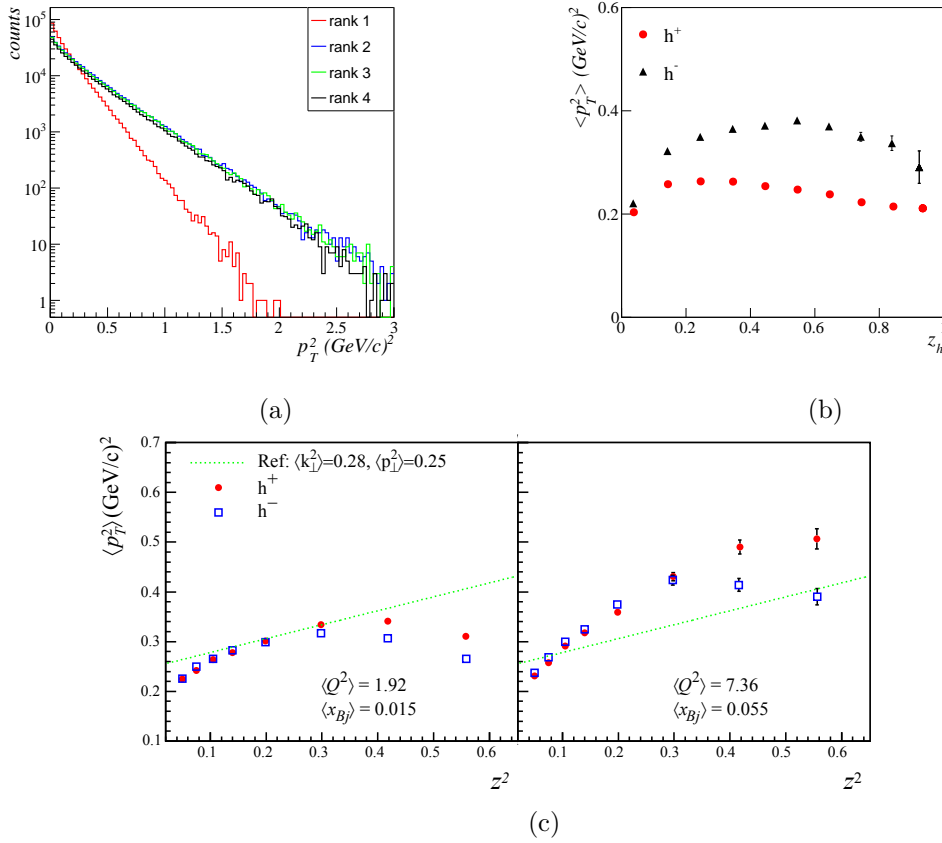 counts
10^5
10^4
10^3
10^2
10
1
rank 1
rank 2
rank 3
rank 4
0 0.5 1 1.5 2 2.5 3
p_T^2 (GeV/c)^2
(a)
<p_T^2> (GeV/c)^2
0.6
0.4
0.2
0
h^+
h^-
0 0.2 0.4 0.6 0.8
z_h
(b)
⟨p_T^2⟩(GeV/c)^2
0.7
0.6
0.5
0.4
0.3
0.2
0.1
Ref: ⟨k_⊥^2⟩=0.28, ⟨p_⊥^2⟩=0.25
h^+
h^−
⟨Q^2⟩ = 1.92
⟨x_{Bj}⟩ = 0.015
0.1 0.2 0.3 0.4 0.5 0.6
z^2
⟨Q^2⟩ = 7.36
⟨x_{Bj}⟩ = 0.055
0.1 0.2 0.3 0.4 0.5 0.6
z^2
(c)